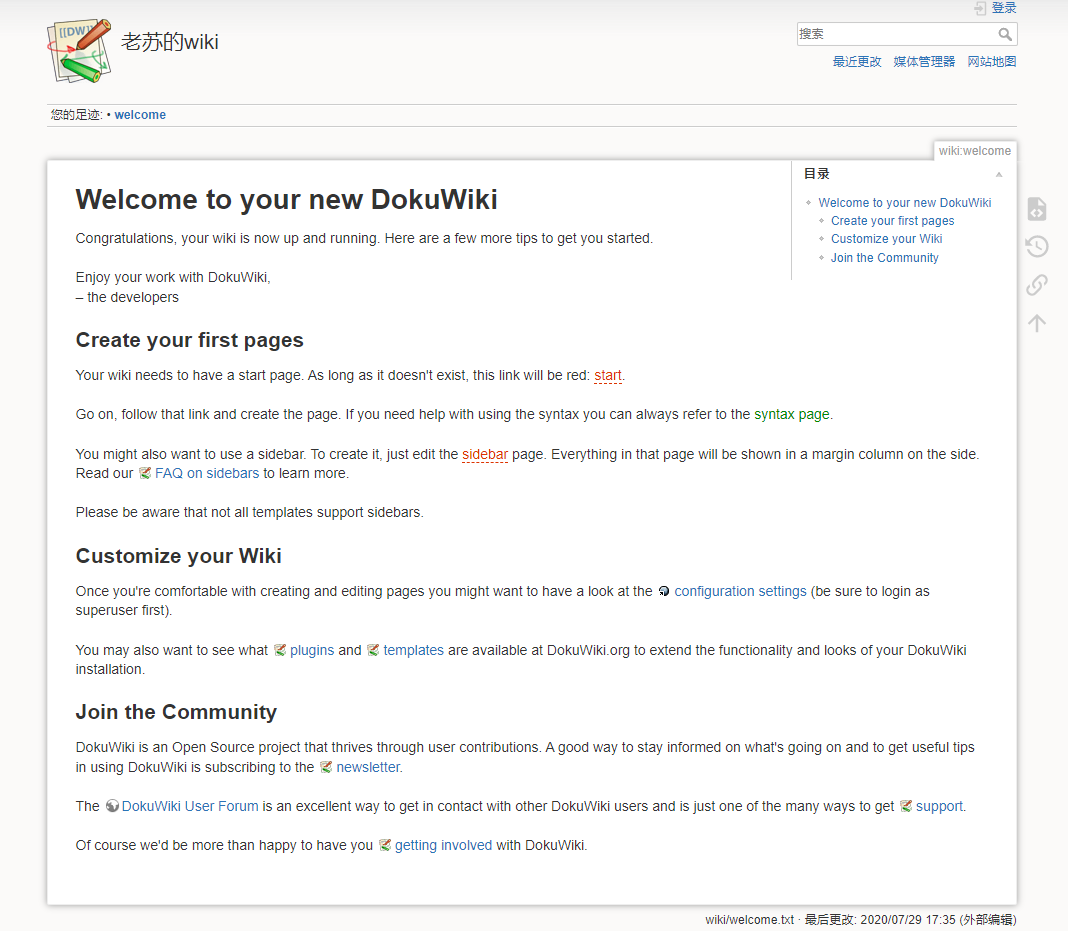 登录
[[DW]]
老苏的wiki
搜索
最近更改 媒体管理器 网站地图
您的足迹: • welcome
wiki:welcome
目录
Welcome to your new DokuWiki
Create your first pages
Customize your Wiki
Join the Community
Welcome to your new DokuWiki
Congratulations, your wiki is now up and running. Here are a few more tips to get you started.
Enjoy your work with DokuWiki,
– the developers
Create your first pages
Your wiki needs to have a start page. As long as it doesn't exist, this link will be red: start.
Go on, follow that link and create the page. If you need help with using the syntax you can always refer to the syntax page.
You might also want to use a sidebar. To create it, just edit the sidebar page. Everything in that page will be shown in a margin column on the side.
Read our FAQ on sidebars to learn more.
Please be aware that not all templates support sidebars.
Customize your Wiki
Once you're comfortable with creating and editing pages you might want to have a look at the configuration settings (be sure to login as
superuser first).
You may also want to see what plugins and templates are available at DokuWiki.org to extend the functionality and looks of your DokuWiki
installation.
Join the Community
DokuWiki is an Open Source project that thrives through user contributions. A good way to stay informed on what's going on and to get useful tips
in using DokuWiki is subscribing to the newsletter.
The DokuWiki User Forum is an excellent way to get in contact with other DokuWiki users and is just one of the many ways to get support.
Of course we'd be more than happy to have you getting involved with DokuWiki.
wiki/welcome.txt · 最后更改: 2020/07/29 17:35 (外部编辑)